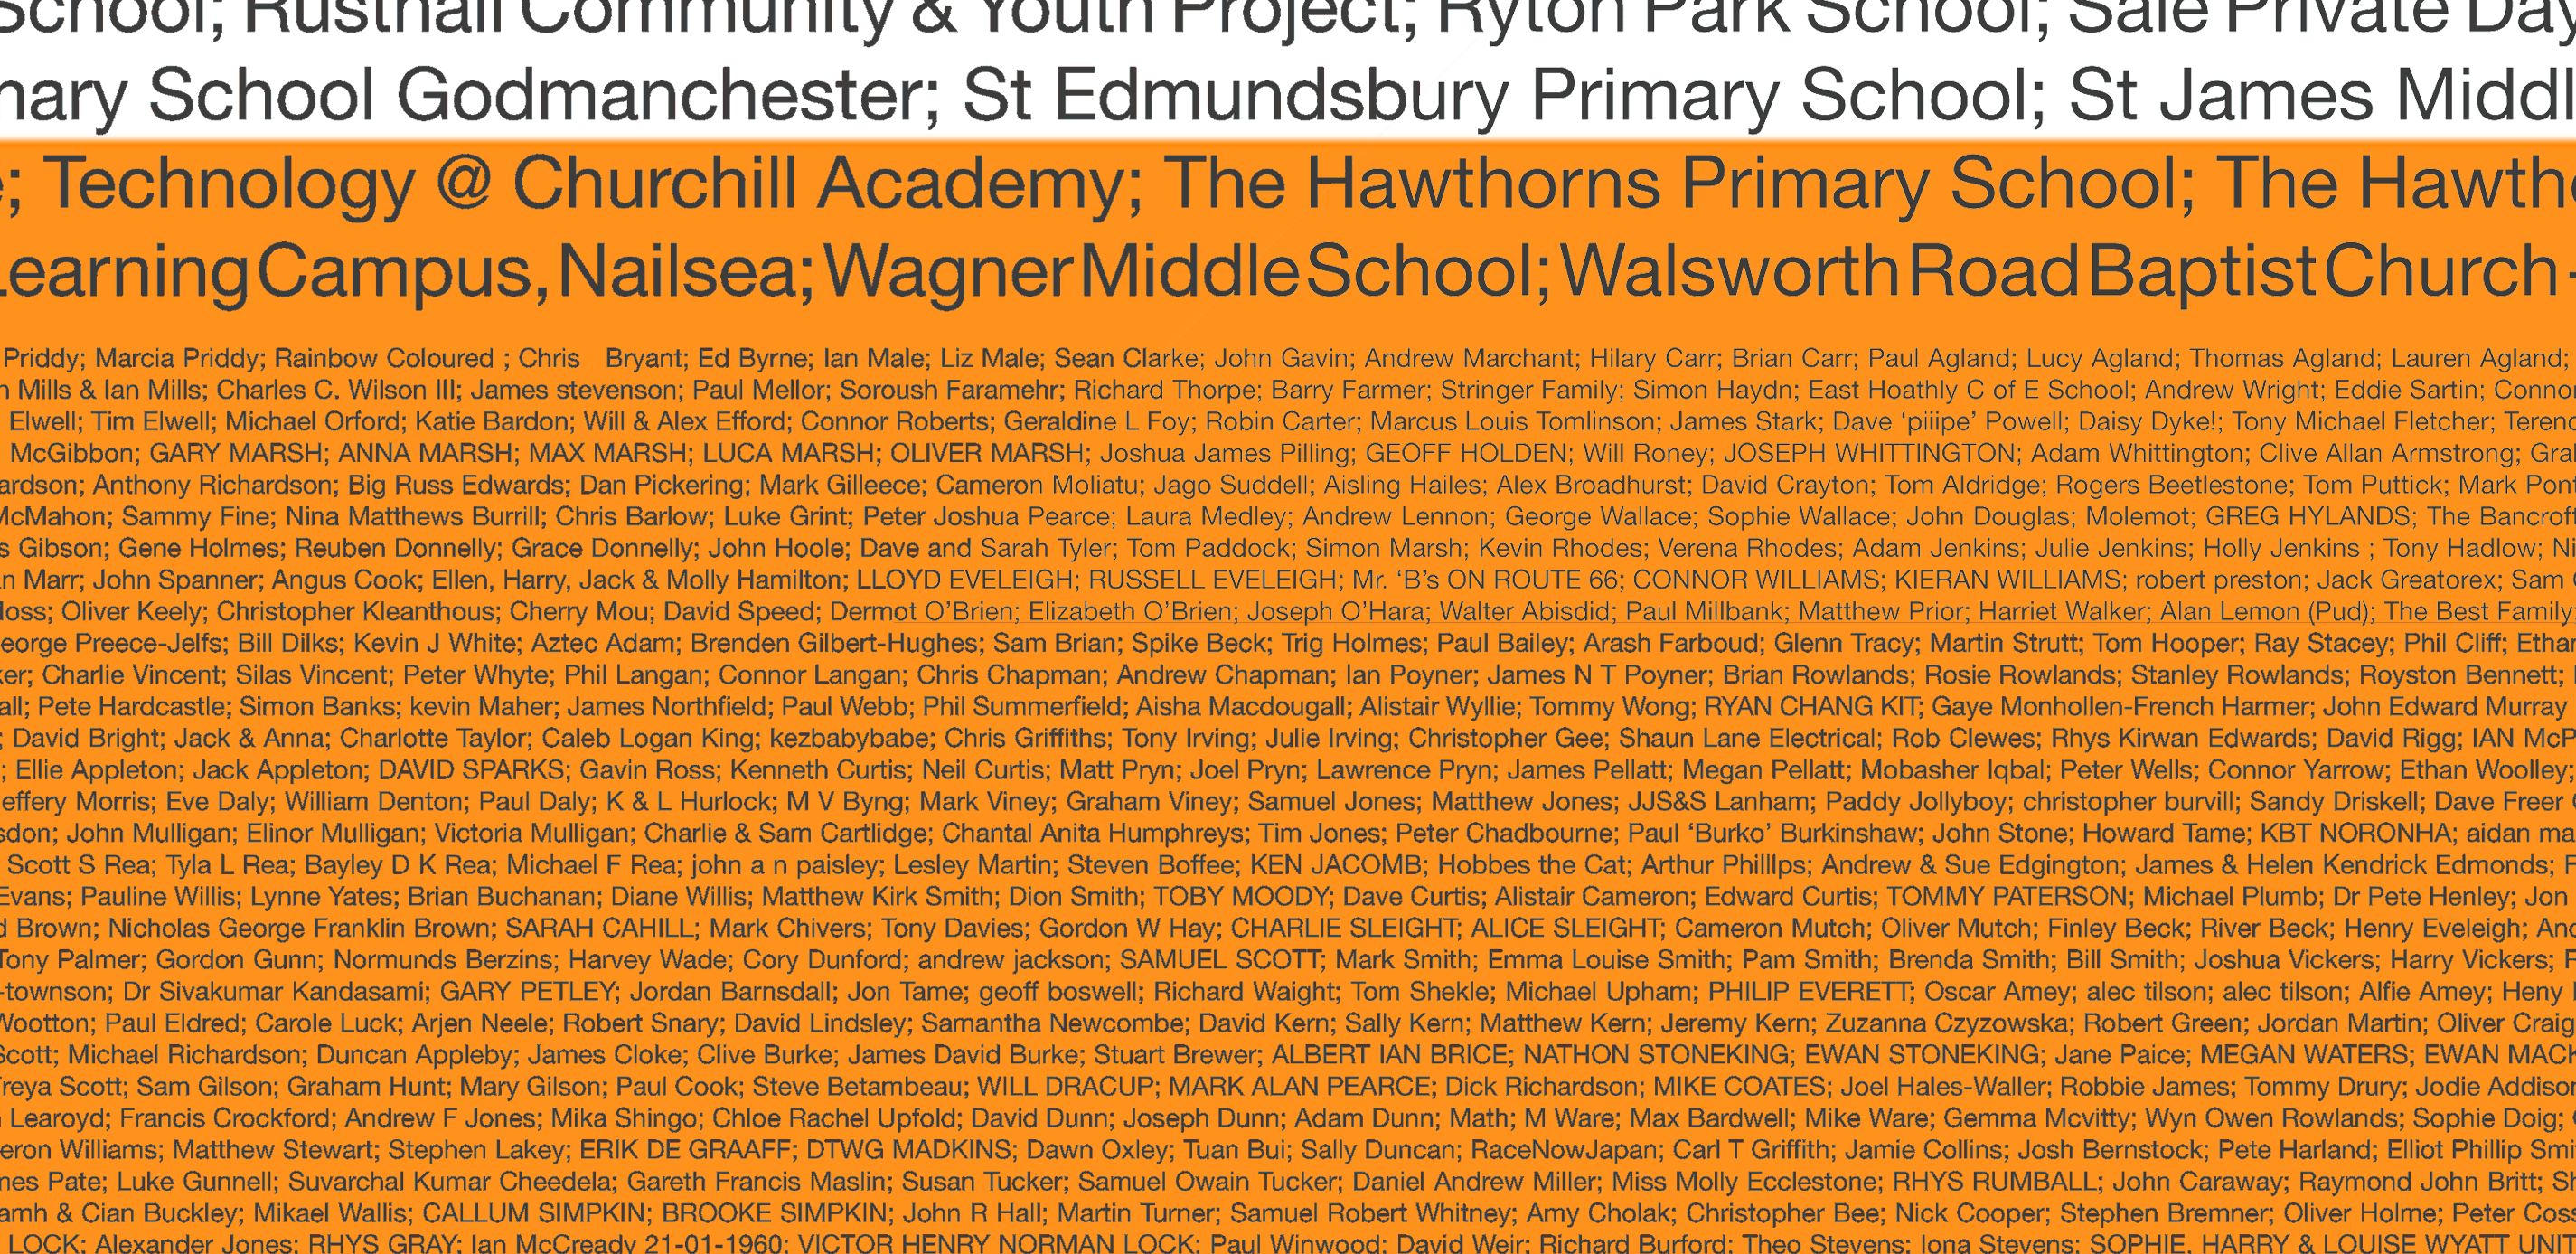 School; Rusthall Community & Youth Project; Ryton Park School; Sale Private Day
mary School Godmanchester; St Edmundsbury Primary School; St James Middl
e; Technology @ Churchill Academy; The Hawthorns Primary School; The Hawtho
Learning Campus, Nailsea; Wagner Middle School; Walsworth Road Baptist Church -
Priddy; Marcia Priddy; Rainbow Coloured ; Chris Bryant; Ed Byrne; Ian Male; Liz Male; Sean Clarke; John Gavin; Andrew Marchant; Hilary Carr; Brian Carr; Paul Agland; Lucy Agland; Thomas Agland; Lauren Agland;
n Mills & Ian Mills; Charles C. Wilson III; James stevenson; Paul Mellor; Soroush Faramehr; Richard Thorpe; Barry Farmer; Stringer Family; Simon Haydn; East Hoathly C of E School; Andrew Wright; Eddie Sartin; Conno
Elwell; Tim Elwell; Michael Orford; Katie Bardon; Will & Alex Efford; Connor Roberts; Geraldine L Foy; Robin Carter; Marcus Louis Tomlinson; James Stark; Dave ‘piiipe’ Powell; Daisy Dyke!; Tony Michael Fletcher; Terenc
McGibbon; GARY MARSH; ANNA MARSH; MAX MARSH; LUCA MARSH; OLIVER MARSH; Joshua James Pilling; GEOFF HOLDEN; Will Roney; JOSEPH WHITTINGTON; Adam Whittington; Clive Allan Armstrong; Gra
ardson; Anthony Richardson; Big Russ Edwards; Dan Pickering; Mark Gilleece; Cameron Moliatu; Jago Suddell; Aisling Hailes; Alex Broadhurst; David Crayton; Tom Aldridge; Rogers Beetlestone; Tom Puttick; Mark Pont
McMahon; Sammy Fine; Nina Matthews Burrill; Chris Barlow; Luke Grint; Peter Joshua Pearce; Laura Medley; Andrew Lennon; George Wallace; Sophie Wallace; John Douglas; Molemot; GREG HYLANDS; The Bancroft
s Gibson; Gene Holmes; Reuben Donnelly; Grace Donnelly; John Hoole; Dave and Sarah Tyler; Tom Paddock; Simon Marsh; Kevin Rhodes; Verena Rhodes; Adam Jenkins; Julie Jenkins; Holly Jenkins ; Tony Hadlow; Ni
n Marr; John Spanner; Angus Cook; Ellen, Harry, Jack & Molly Hamilton; LLOYD EVELEIGH; RUSSELL EVELEIGH; Mr. ‘B’s ON ROUTE 66; CONNOR WILLIAMS; KIERAN WILLIAMS; robert preston; Jack Greatorex; Sam
loss; Oliver Keely; Christopher Kleanthous; Cherry Mou; David Speed; Dermot O’Brien; Elizabeth O’Brien; Joseph O’Hara; Walter Abisdid; Paul Millbank; Matthew Prior; Harriet Walker; Alan Lemon (Pud); The Best Family;
eorge Preece-Jelfs; Bill Dilks; Kevin J White; Aztec Adam; Brenden Gilbert-Hughes; Sam Brian; Spike Beck; Trig Holmes; Paul Bailey; Arash Farboud; Glenn Tracy; Martin Strutt; Tom Hooper; Ray Stacey; Phil Cliff; Ethan
ker; Charlie Vincent; Silas Vincent; Peter Whyte; Phil Langan; Connor Langan; Chris Chapman; Andrew Chapman; Ian Poyner; James N T Poyner; Brian Rowlands; Rosie Rowlands; Stanley Rowlands; Royston Bennett;
all; Pete Hardcastle; Simon Banks; kevin Maher; James Northfield; Paul Webb; Phil Summerfield; Aisha Macdougall; Alistair Wyllie; Tommy Wong; RYAN CHANG KIT; Gaye Monhollen-French Harmer; John Edward Murray
; David Bright; Jack & Anna; Charlotte Taylor; Caleb Logan King; kezbabybabe; Chris Griffiths; Tony Irving; Julie Irving; Christopher Gee; Shaun Lane Electrical; Rob Clewes; Rhys Kirwan Edwards; David Rigg; IAN McP
; Ellie Appleton; Jack Appleton; DAVID SPARKS; Gavin Ross; Kenneth Curtis; Neil Curtis; Matt Pryn; Joel Pryn; Lawrence Pryn; James Pellatt; Megan Pellatt; Mobasher Iqbal; Peter Wells; Connor Yarrow; Ethan Woolley;
effery Morris; Eve Daly; William Denton; Paul Daly; K & L Hurlock; M V Byng; Mark Viney; Graham Viney; Samuel Jones; Matthew Jones; JJS&S Lanham; Paddy Jollyboy; christopher burvill; Sandy Driskell; Dave Freer
sdon; John Mulligan; Elinor Mulligan; Victoria Mulligan; Charlie & Sam Cartlidge; Chantal Anita Humphreys; Tim Jones; Peter Chadbourne; Paul ‘Burko’ Burkinshaw; John Stone; Howard Tame; KBT NORONHA; aidan ma
Scott S Rea; Tyla L Rea; Bayley D K Rea; Michael F Rea; john a n paisley; Lesley Martin; Steven Boffee; KEN JACOMB; Hobbes the Cat; Arthur Philllps; Andrew & Sue Edgington; James & Helen Kendrick Edmonds; F
Evans; Pauline Willis; Lynne Yates; Brian Buchanan; Diane Willis; Matthew Kirk Smith; Dion Smith; TOBY MOODY; Dave Curtis; Alistair Cameron; Edward Curtis; TOMMY PATERSON; Michael Plumb; Dr Pete Henley; Jon
d Brown; Nicholas George Franklin Brown; SARAH CAHILL; Mark Chivers; Tony Davies; Gordon W Hay; CHARLIE SLEIGHT; ALICE SLEIGHT; Cameron Mutch; Oliver Mutch; Finley Beck; River Beck; Henry Eveleigh; And
Tony Palmer; Gordon Gunn; Normunds Berzins; Harvey Wade; Cory Dunford; andrew jackson; SAMUEL SCOTT; Mark Smith; Emma Louise Smith; Pam Smith; Brenda Smith; Bill Smith; Joshua Vickers; Harry Vickers; R
-townson; Dr Sivakumar Kandasami; GARY PETLEY; Jordan Barnsdall; Jon Tame; geoff boswell; Richard Waight; Tom Shekle; Michael Upham; PHILIP EVERETT; Oscar Amey; alec tilson; alec tilson; Alfie Amey; Heny
Wootton; Paul Eldred; Carole Luck; Arjen Neele; Robert Snary; David Lindsley; Samantha Newcombe; David Kern; Sally Kern; Matthew Kern; Jeremy Kern; Zuzanna Czyzowska; Robert Green; Jordan Martin; Oliver Craig
Scott; Michael Richardson; Duncan Appleby; James Cloke; Clive Burke; James David Burke; Stuart Brewer; ALBERT IAN BRICE; NATHON STONEKING; EWAN STONEKING; Jane Paice; MEGAN WATERS; EWAN MACK
Freya Scott; Sam Gilson; Graham Hunt; Mary Gilson; Paul Cook; Steve Betambeau; WILL DRACUP; MARK ALAN PEARCE; Dick Richardson; MIKE COATES; Joel Hales-Waller; Robbie James; Tommy Drury; Jodie Addison
Learoyd; Francis Crockford; Andrew F Jones; Mika Shingo; Chloe Rachel Upfold; David Dunn; Joseph Dunn; Adam Dunn; Math; M Ware; Max Bardwell; Mike Ware; Gemma Mcvitty; Wyn Owen Rowlands; Sophie Doig;
eron Williams; Matthew Stewart; Stephen Lakey; ERIK DE GRAAFF; DTWG MADKINS; Dawn Oxley; Tuan Bui; Sally Duncan; RaceNowJapan; Carl T Griffith; Jamie Collins; Josh Bernstock; Pete Harland; Elliot Phillip Smi
mes Pate; Luke Gunnell; Suvarchal Kumar Cheedela; Gareth Francis Maslin; Susan Tucker; Samuel Owain Tucker; Daniel Andrew Miller; Miss Molly Ecclestone; RHYS RUMBALL; John Caraway; Raymond John Britt; Sh
amh & Cian Buckley; Mikael Wallis; CALLUM SIMPKIN; BROOKE SIMPKIN; John R Hall; Martin Turner; Samuel Robert Whitney; Amy Cholak; Christopher Bee; Nick Cooper; Stephen Bremner; Oliver Holme; Peter Coss
LOCK; Alexander Jones; RHYS GRAY; Ian McCready 21-01-1960; VICTOR HENRY NORMAN LOCK; Paul Winwood; David Weir; Richard Burford; Theo Stevens; Iona Stevens; SOPHIE, HARRY & LOUISE WYATT UNIT